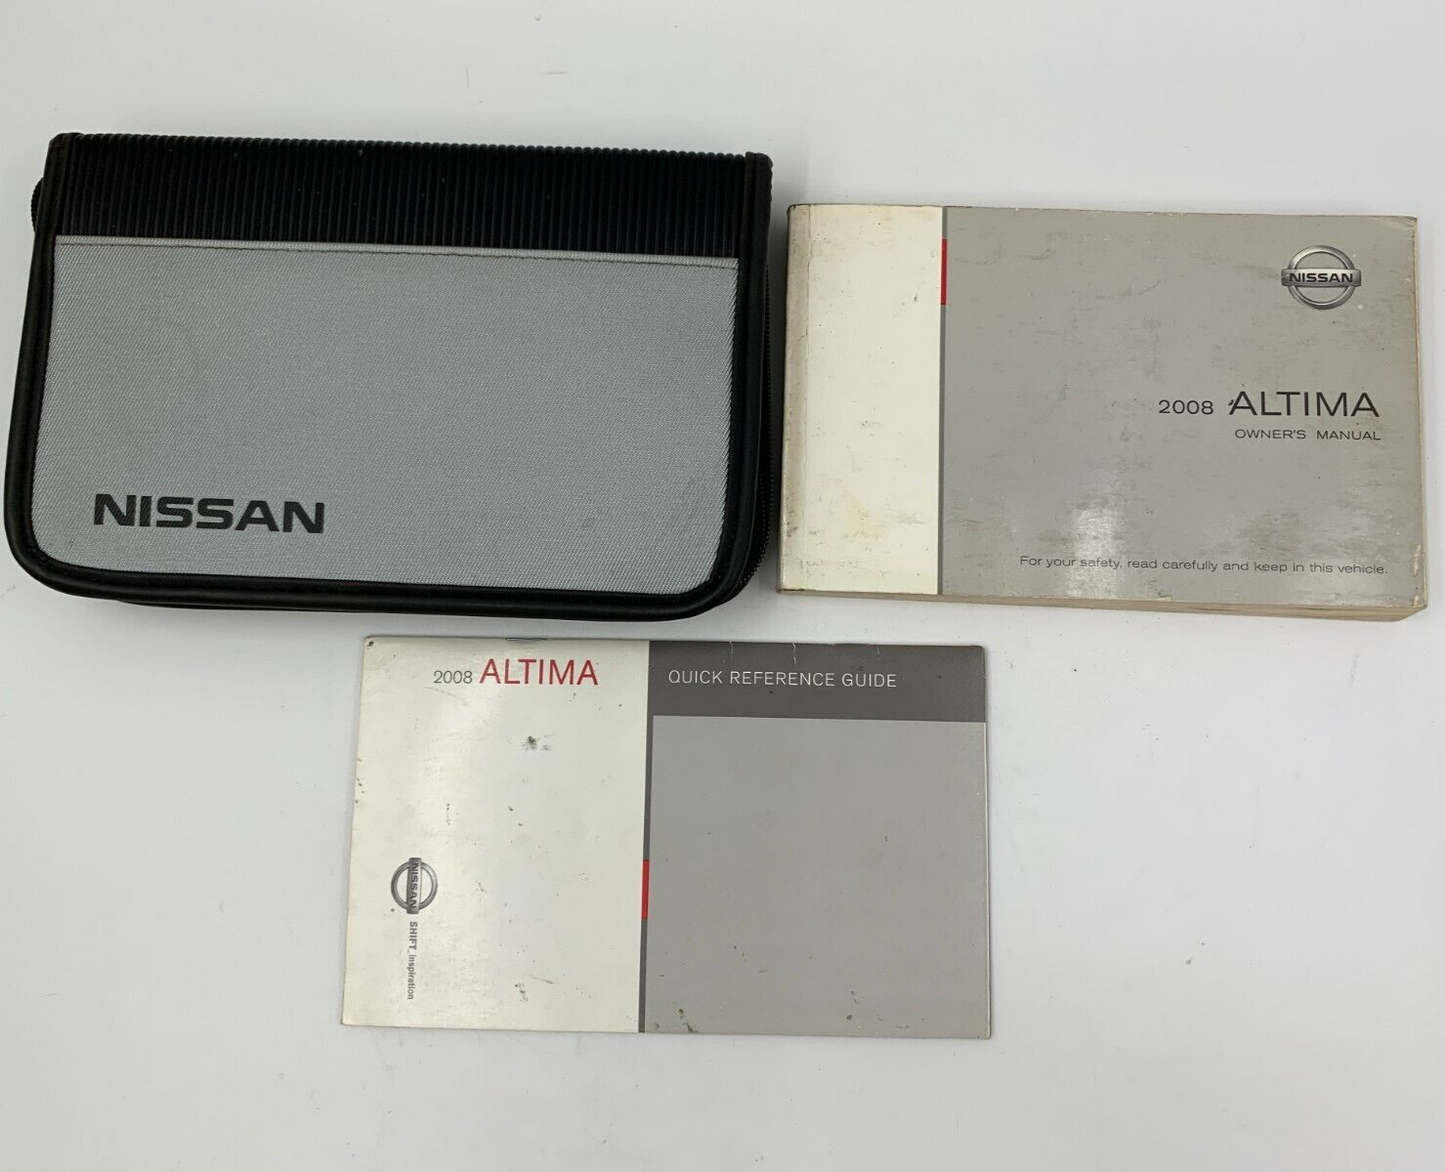 NISSAN
NISSAN
2008 ALTIMA
OWNER'S MANUAL
For your safety, read carefully and keep in this vehicle.
2008 ALTIMA
QUICK REFERENCE GUIDE
NISSAN
SHIFT_inspiration